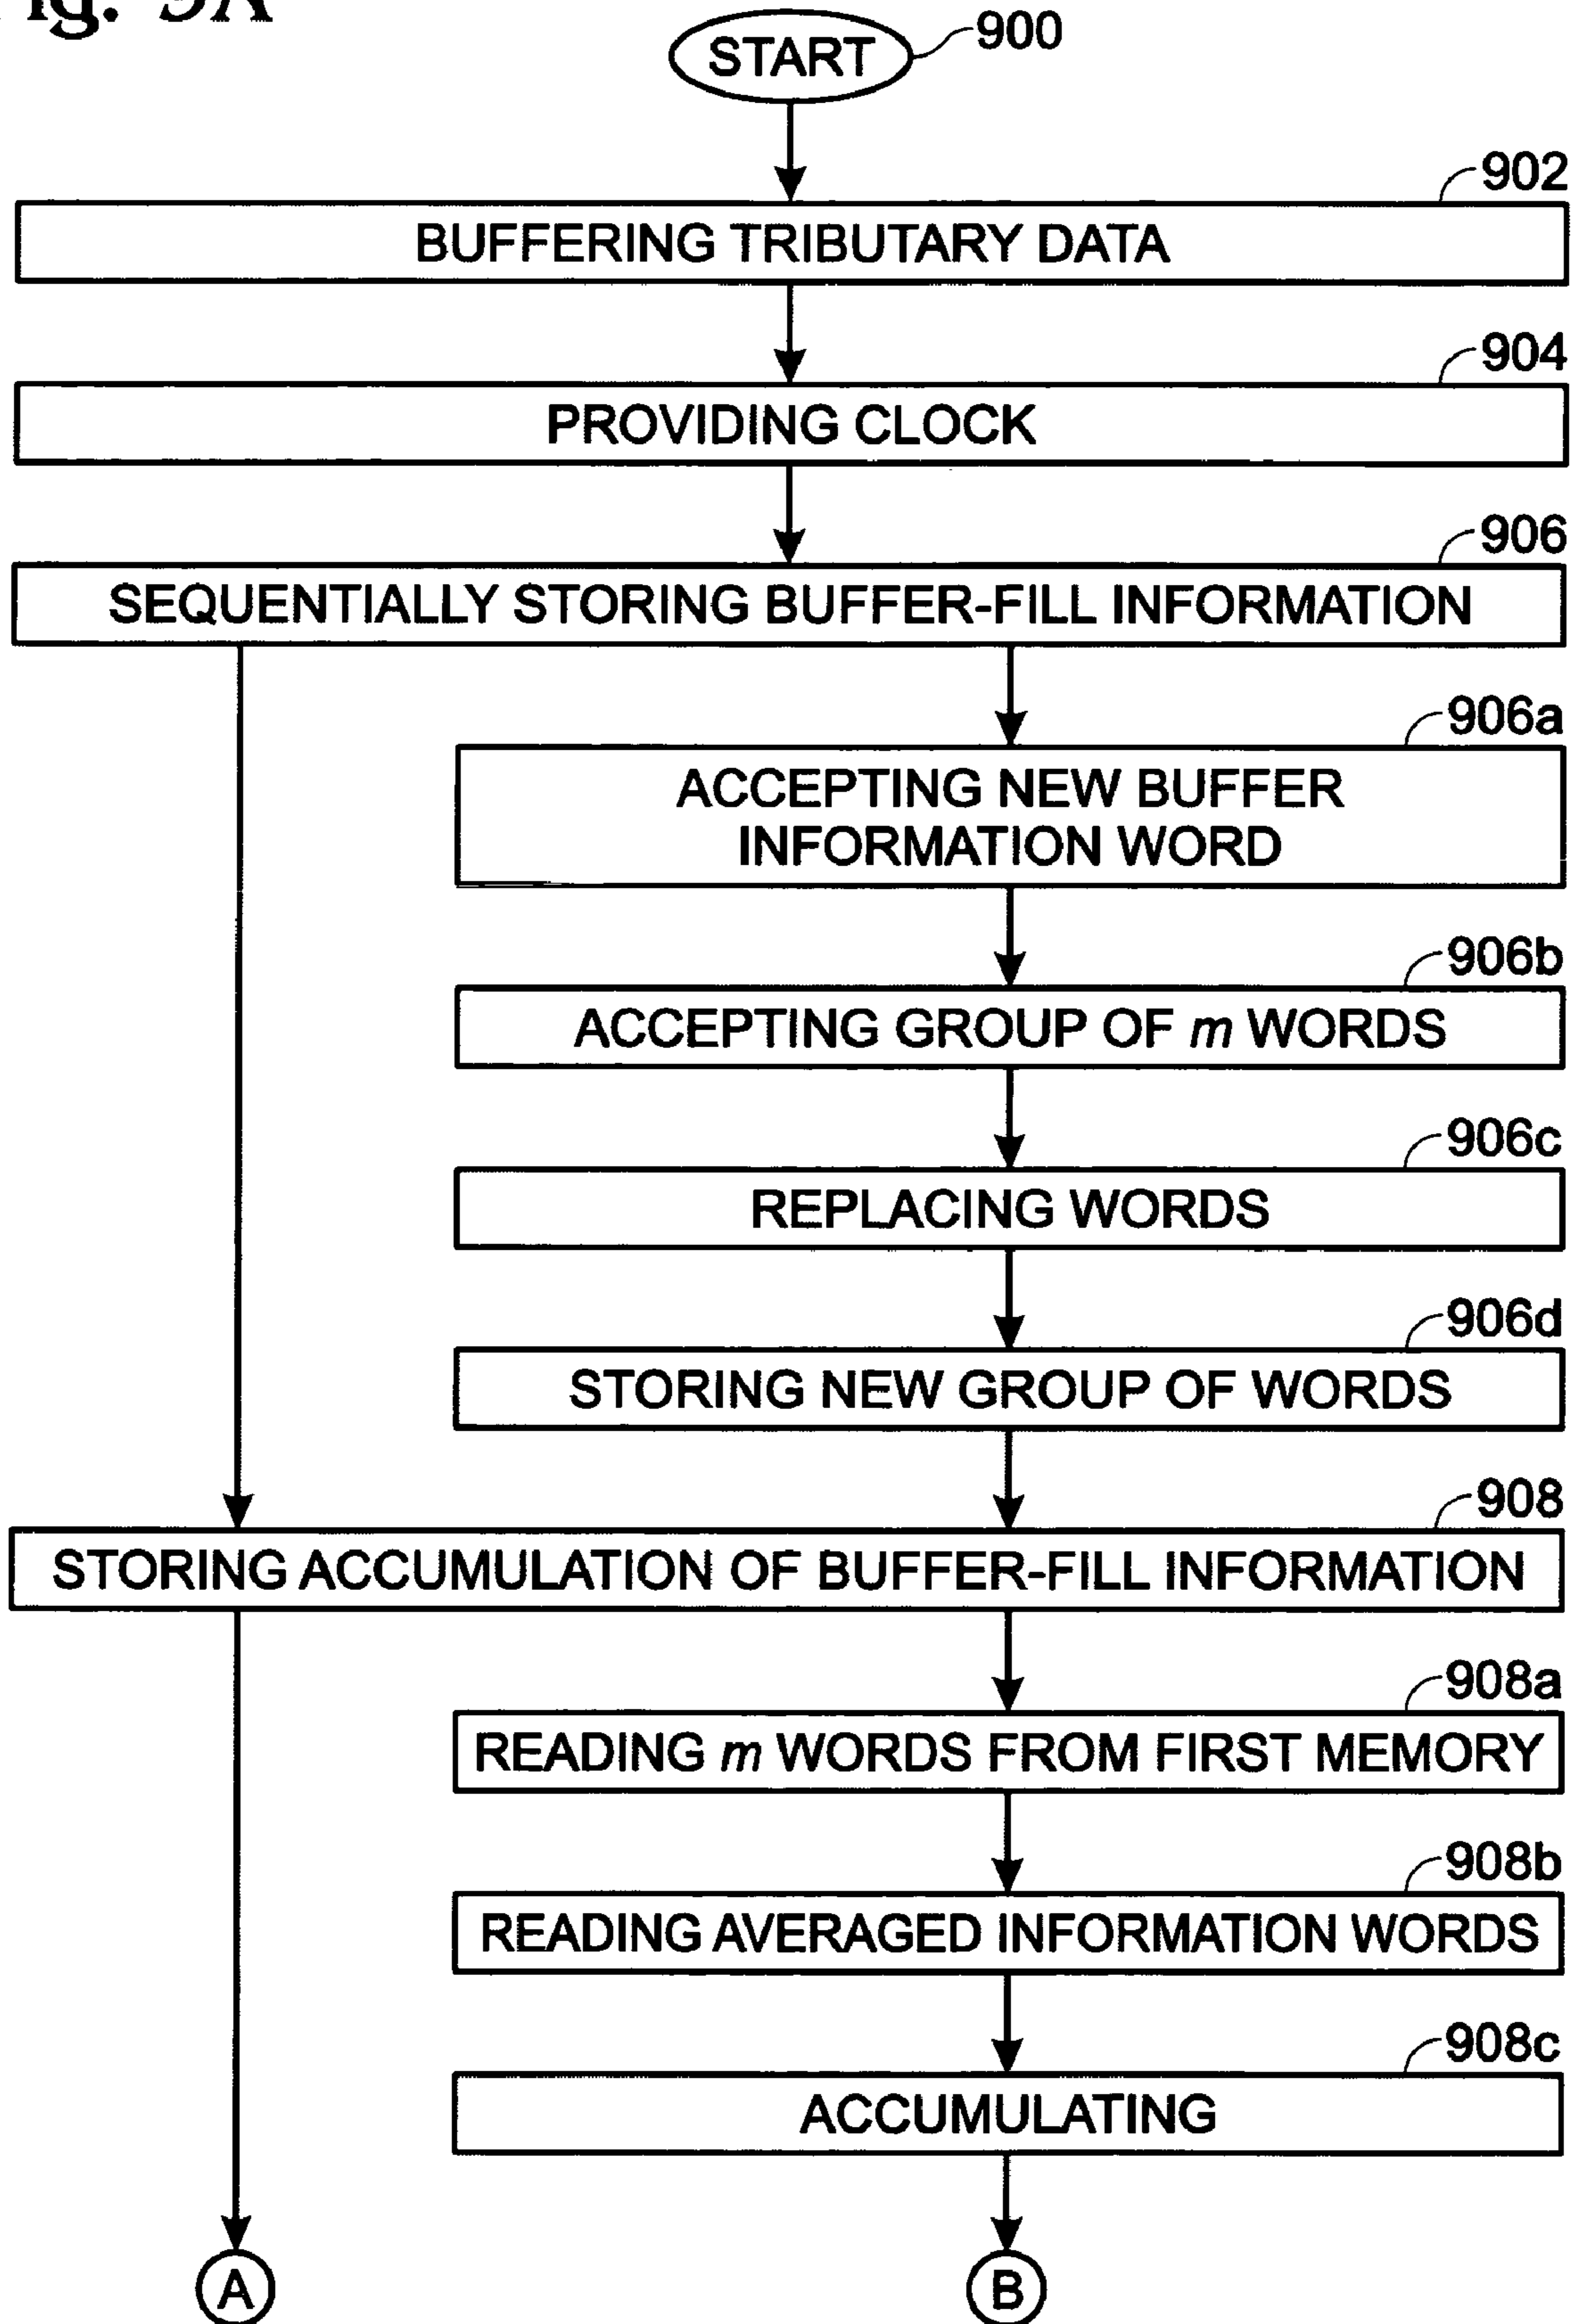 Fig. 9A
START
900
902
BUFFERING TRIBUTARY DATA
904
PROVIDING CLOCK
906
SEQUENTIALLY STORING BUFFER-FILL INFORMATION
906a
ACCEPTING NEW BUFFER
INFORMATION WORD
906b
ACCEPTING GROUP OF m WORDS
906c
REPLACING WORDS
906d
STORING NEW GROUP OF WORDS
908
STORING ACCUMULATION OF BUFFER-FILL INFORMATION
908a
READING m WORDS FROM FIRST MEMORY
908b
READING AVERAGED INFORMATION WORDS
908c
ACCUMULATING
A
B